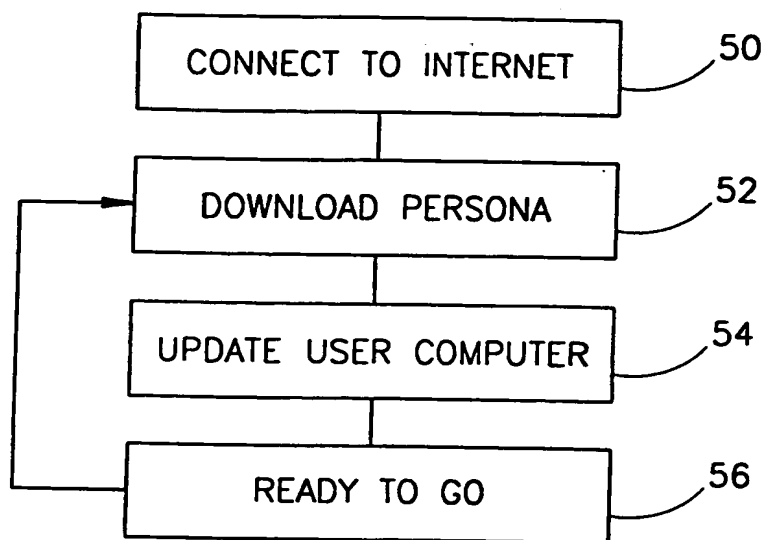 CONNECT TO INTERNET
50
DOWNLOAD PERSONA
52
UPDATE USER COMPUTER
54
READY TO GO
56